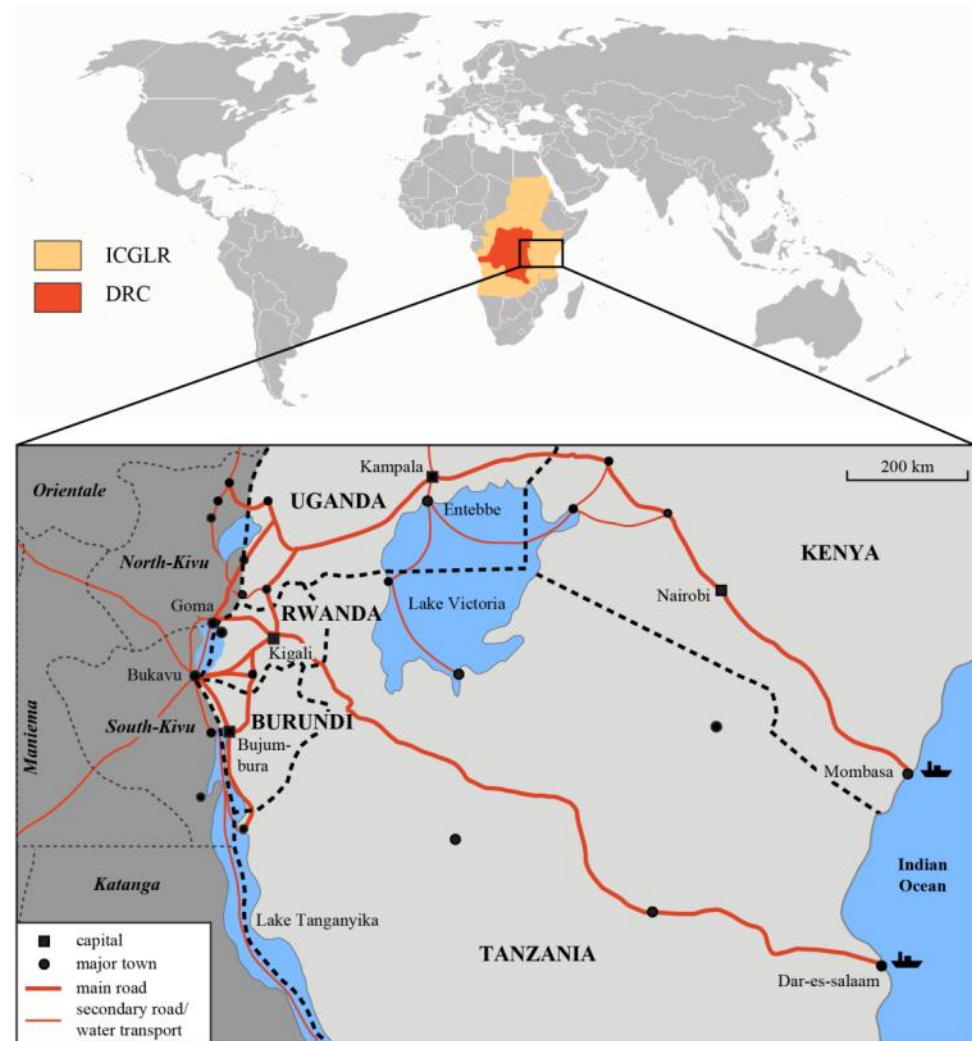 ICGLR
DRC
200 km
Kampala
Orientale
UGANDA
Entebbe
KENYA
North-Kivu
Goma
RWANDA
Lake Victoria
Nairobi
Kigali
Bukavu
South-Kivu
BURUNDI
Bujum-
bura
Maniema
Mombasa
Indian
Ocean
Katanga
Lake Tanganyika
TANZANIA
Dar-es-salaam
capital
major town
main road
secondary road/
water transport